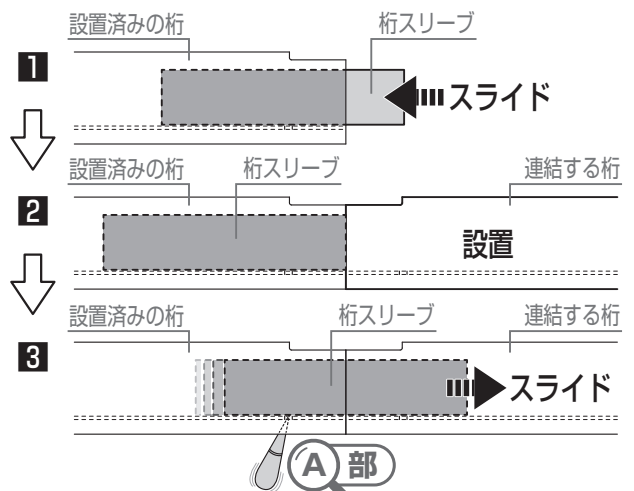 設置済みの桁 桁スリーブ
1 スライド
設置済みの桁 桁スリーブ 連結する桁
2 設置
設置済みの桁 桁スリーブ 連結する桁
3 スライド
A 部